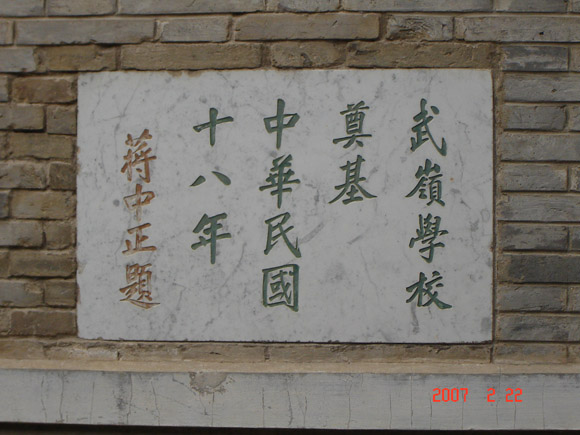 武嶺學校
奠基
中華民國
十八年
蔣中正題
2007 2 22